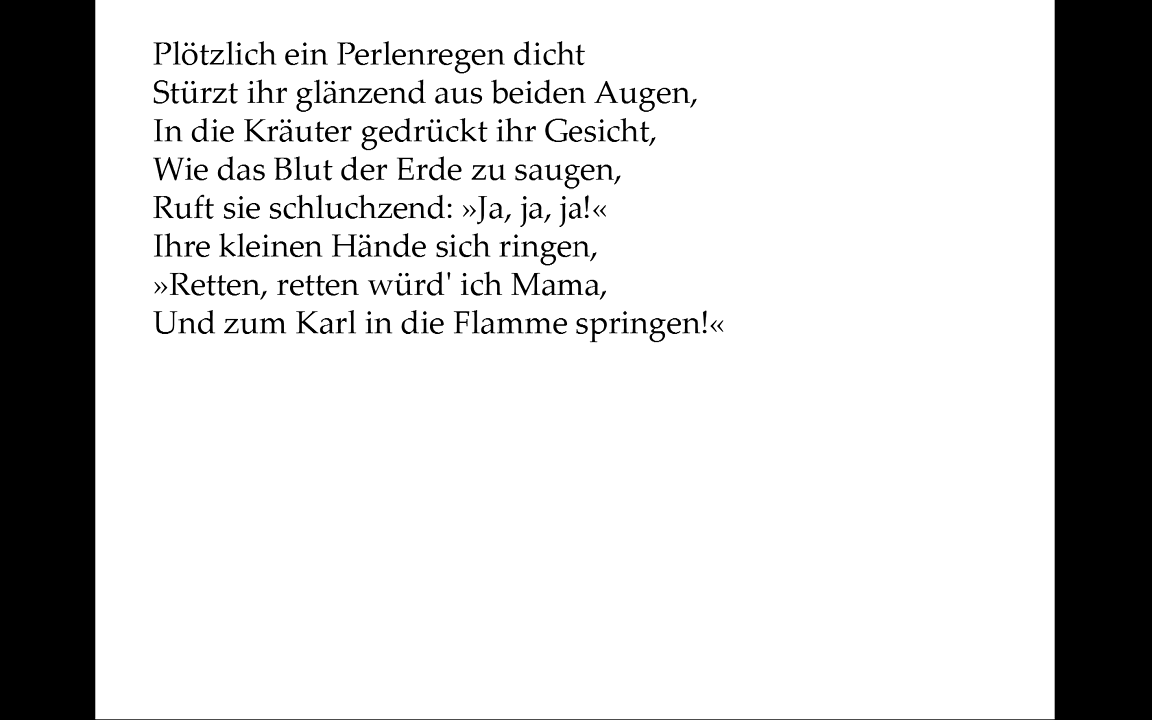 Plötzlich ein Perlenregen dicht
Stürzt ihr glänzend aus beiden Augen,
In die Kräuter gedrückt ihr Gesicht,
Wie das Blut der Erde zu saugen,
Ruft sie schluchzend: »Ja, ja, ja!«
Ihre kleinen Hände sich ringen,
»Retten, retten würd' ich Mama,
Und zum Karl in die Flamme springen!«